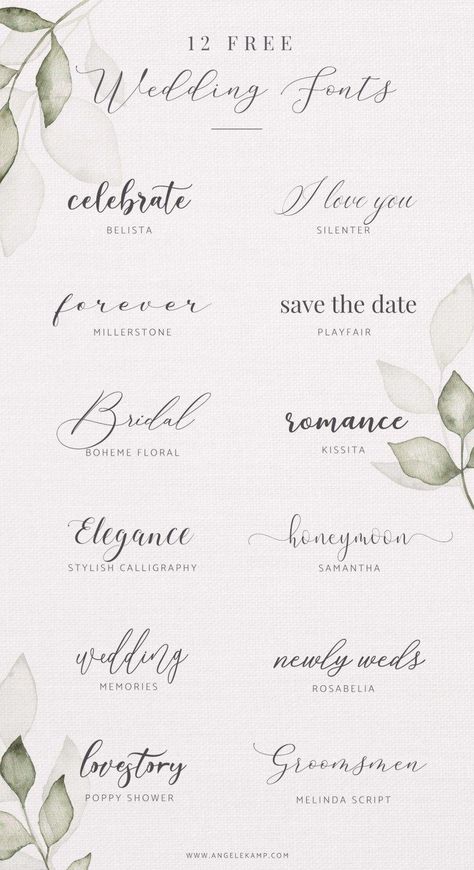 12 FREE
Wedding Fonts
celebrate
BELISTA
I love you
SILENTER
forever
MILLERSTONE
save the date
PLAYFAIR
Bridal
BOHEME FLORAL
romance
KISSITA
Elegance
STYLISH CALLIGRAPHY
honeymoon
SAMANTHA
wedding
MEMORIES
newly weds
ROSABELIA
lovestory
POPPY SHOWER
Groomsmen
MELINDA SCRIPT
WWW.ANGELEKAMP.COM